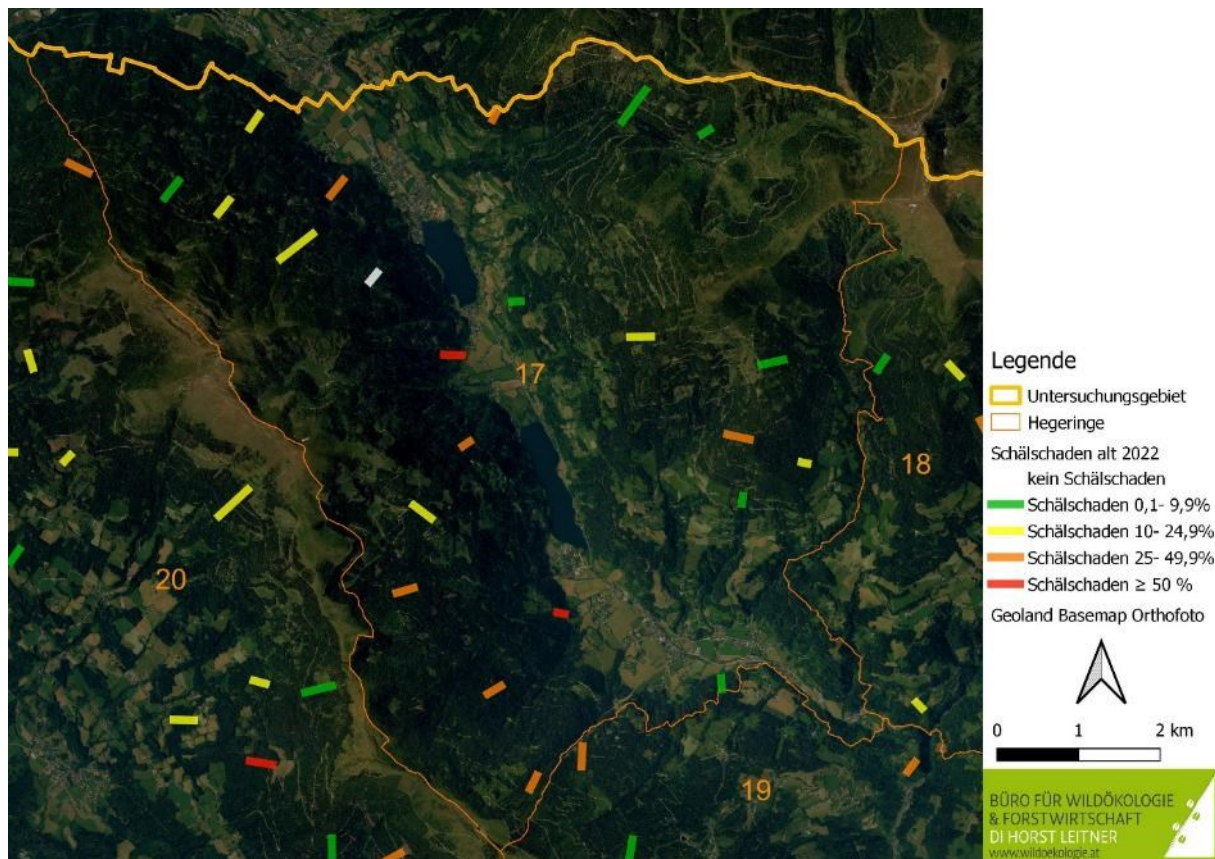 17
18
20
19
Legende
Untersuchungsgebiet
Hegeringe
Schälschaden alt 2022
kein Schälschaden
Schälschaden 0,1- 9,9%
Schälschaden 10- 24,9%
Schälschaden 25- 49,9%
Schälschaden ≥ 50 %
Geoland Basemap Orthofoto
0 1 2 km
BÜRO FÜR WILDÖKOLOGIE
& FORSTWIRTSCHAFT
DI HORST LEITNER
www.wildoekologie.at